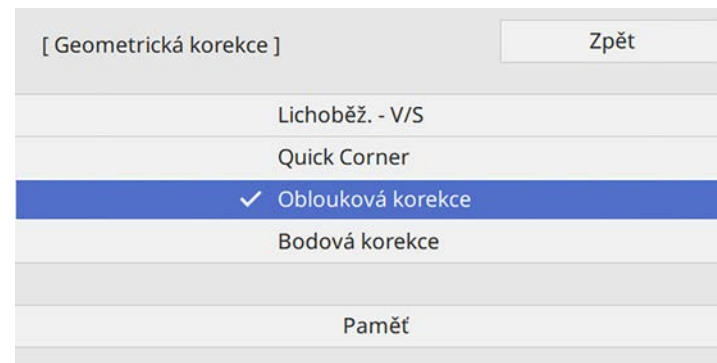 [ Geometrická korekce ]
Zpět
Lichoběž. - V/S
Quick Corner
Oblouková korekce
Bodová korekce
Paměť